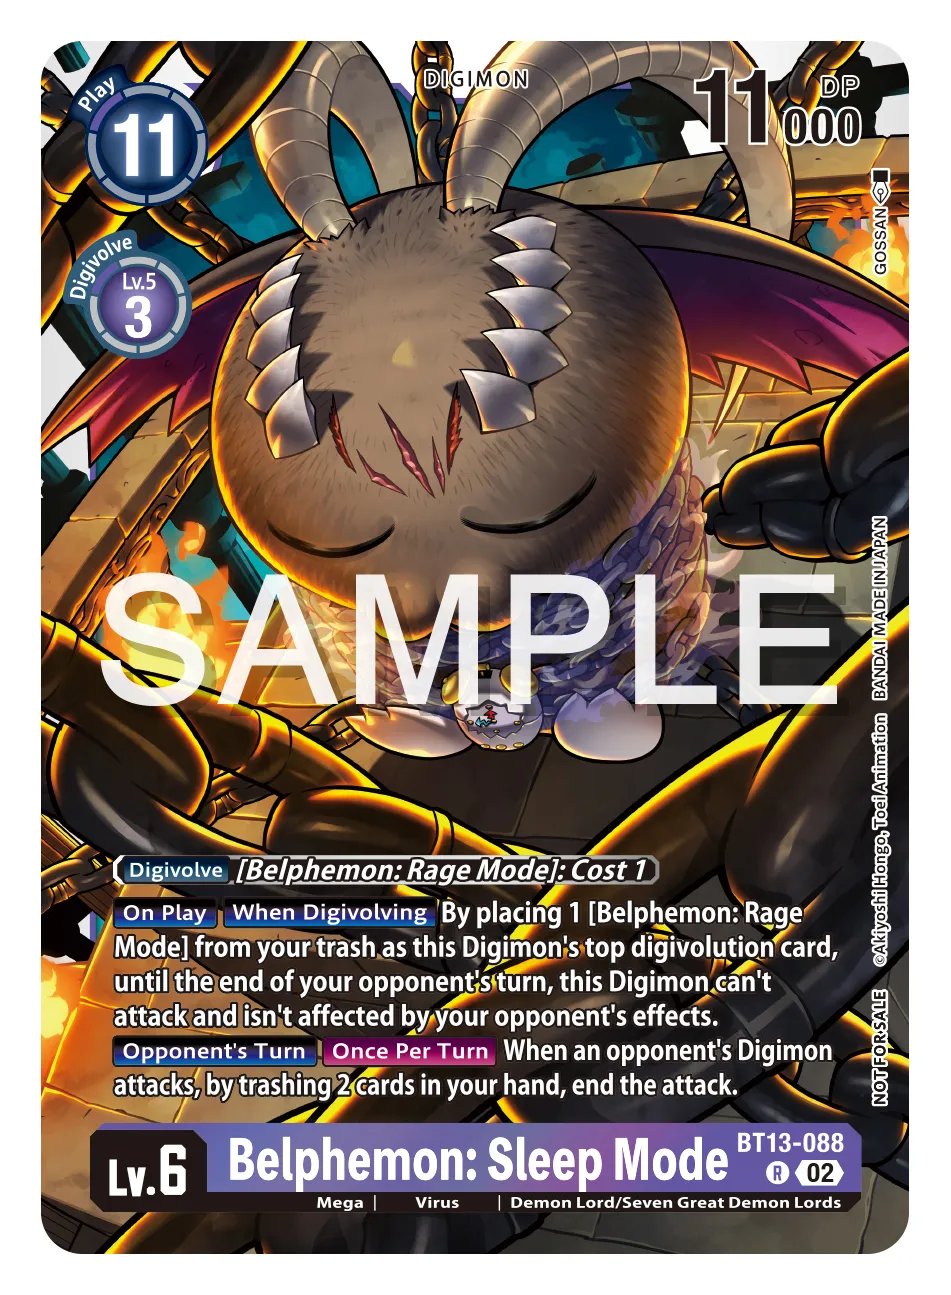 DIGIMON
Play
11
11000
DP
Digivolve
Lv.5
3
GOSSAN
SAMPLE
BANDAI MADE IN JAPAN
©Akiyoshi Hongo, Toei Animation
NOT FOR SALE
Digivolve [Belphemon: Rage Mode]: Cost 1
On Play When Digivolving By placing 1 [Belphemon: Rage
Mode] from your trash as this Digimon's top digivolution card,
until the end of your opponent's turn, this Digimon can't
attack and isn't affected by your opponent's effects.
Opponent's Turn Once Per Turn When an opponent's Digimon
attacks, by trashing 2 cards in your hand, end the attack.
Lv.6 Belphemon: Sleep Mode BT13-088
R 02
Mega | Virus | Demon Lord/Seven Great Demon Lords